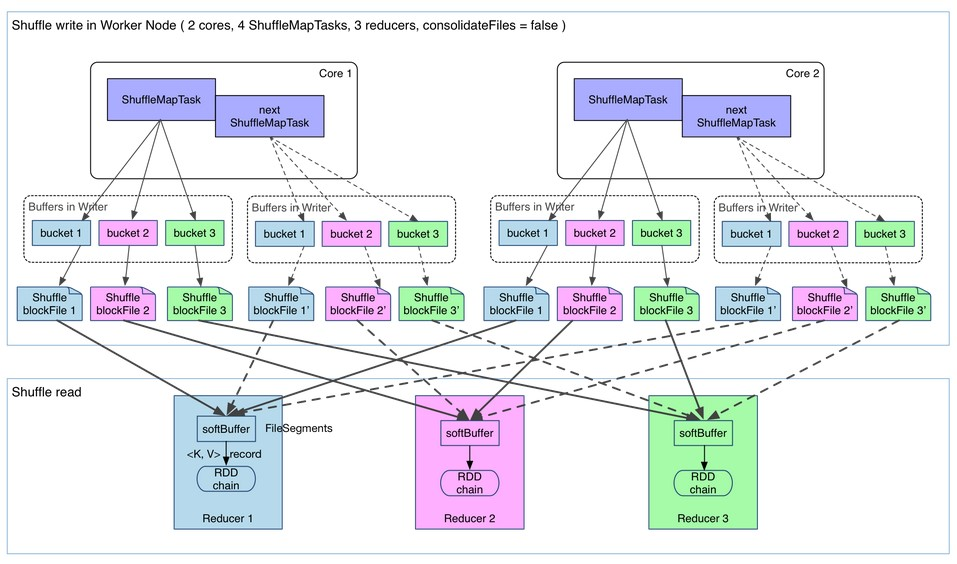 Shuffle write in Worker Node ( 2 cores, 4 ShuffleMapTasks, 3 reducers, consolidateFiles = false )
Core 1
ShuffleMapTask
next
ShuffleMapTask
Core 2
ShuffleMapTask
next
ShuffleMapTask
Buffers in Writer
bucket 1
bucket 2
bucket 3
Buffers in Writer
bucket 1
bucket 2
bucket 3
Buffers in Writer
bucket 1
bucket 2
bucket 3
Buffers in Writer
bucket 1
bucket 2
bucket 3
Shuffle
blockFile 1
Shuffle
blockFile 2
Shuffle
blockFile 3
Shuffle
blockFile 1'
Shuffle
blockFile 2'
Shuffle
blockFile 3'
Shuffle
blockFile 1
Shuffle
blockFile 2
Shuffle
blockFile 3
Shuffle
blockFile 1'
Shuffle
blockFile 2'
Shuffle
blockFile 3'
Shuffle read
softBuffer
FileSegments
<K, V> record
RDD
chain
Reducer 1
softBuffer
RDD
chain
Reducer 2
softBuffer
RDD
chain
Reducer 3